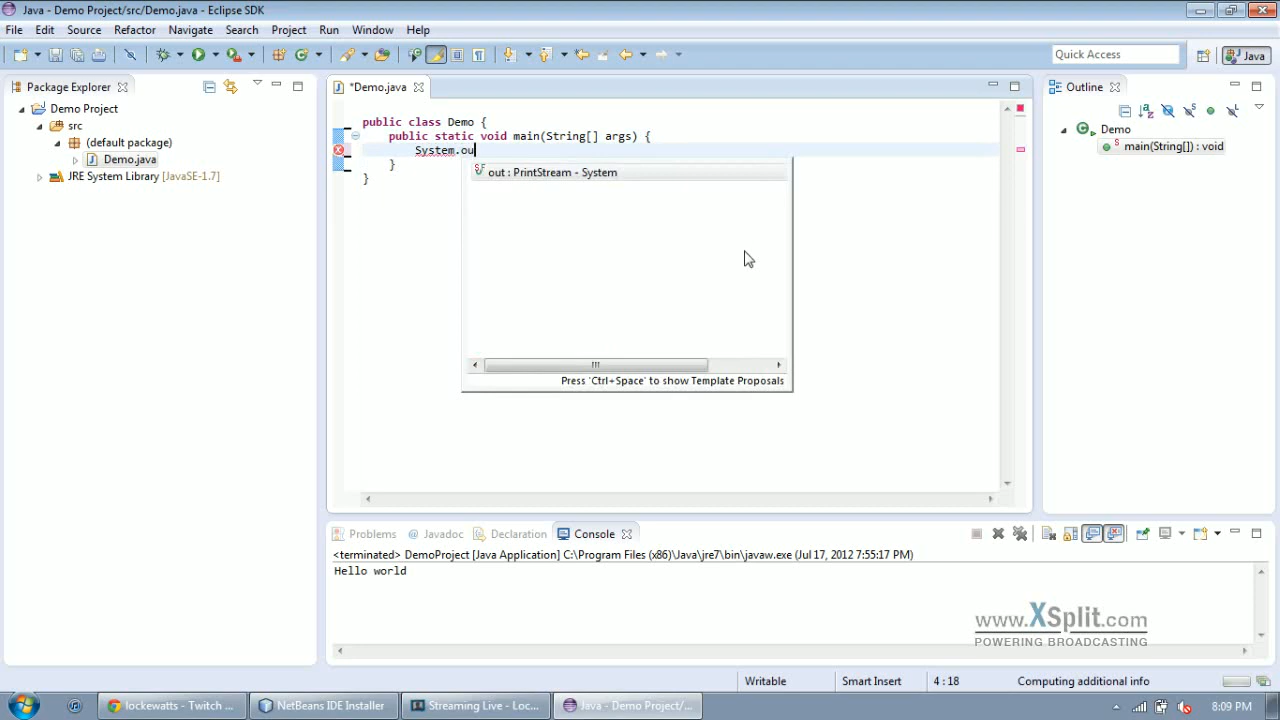 Java - Demo Project/src/Demo.java - Eclipse SDK
File Edit Source Refactor Navigate Search Project Run Window Help
Quick Access
Java
Package Explorer
Demo Project
src
(default package)
Demo.java
JRE System Library [JavaSE-1.7]
*Demo.java
public class Demo {
public static void main(String[] args) {
System.ou
}
}
out : PrintStream - System
Press 'Ctrl+Space' to show Template Proposals
Outline
Demo
main(String[]) : void
Problems @ Javadoc Declaration Console
<terminated> DemoProject [Java Application] C:\Program Files (x86)\Java\jre7\bin\javaw.exe (Jul 17, 2012 7:55:17 PM)
Hello world
www.XSplit.com
POWERING BROADCASTING
Writable Smart Insert 4 : 18 Computing additional info
lockewatts - Twitch ... NetBeans IDE Installer Streaming Live - Loc... Java - Demo Project/... 8:09 PM